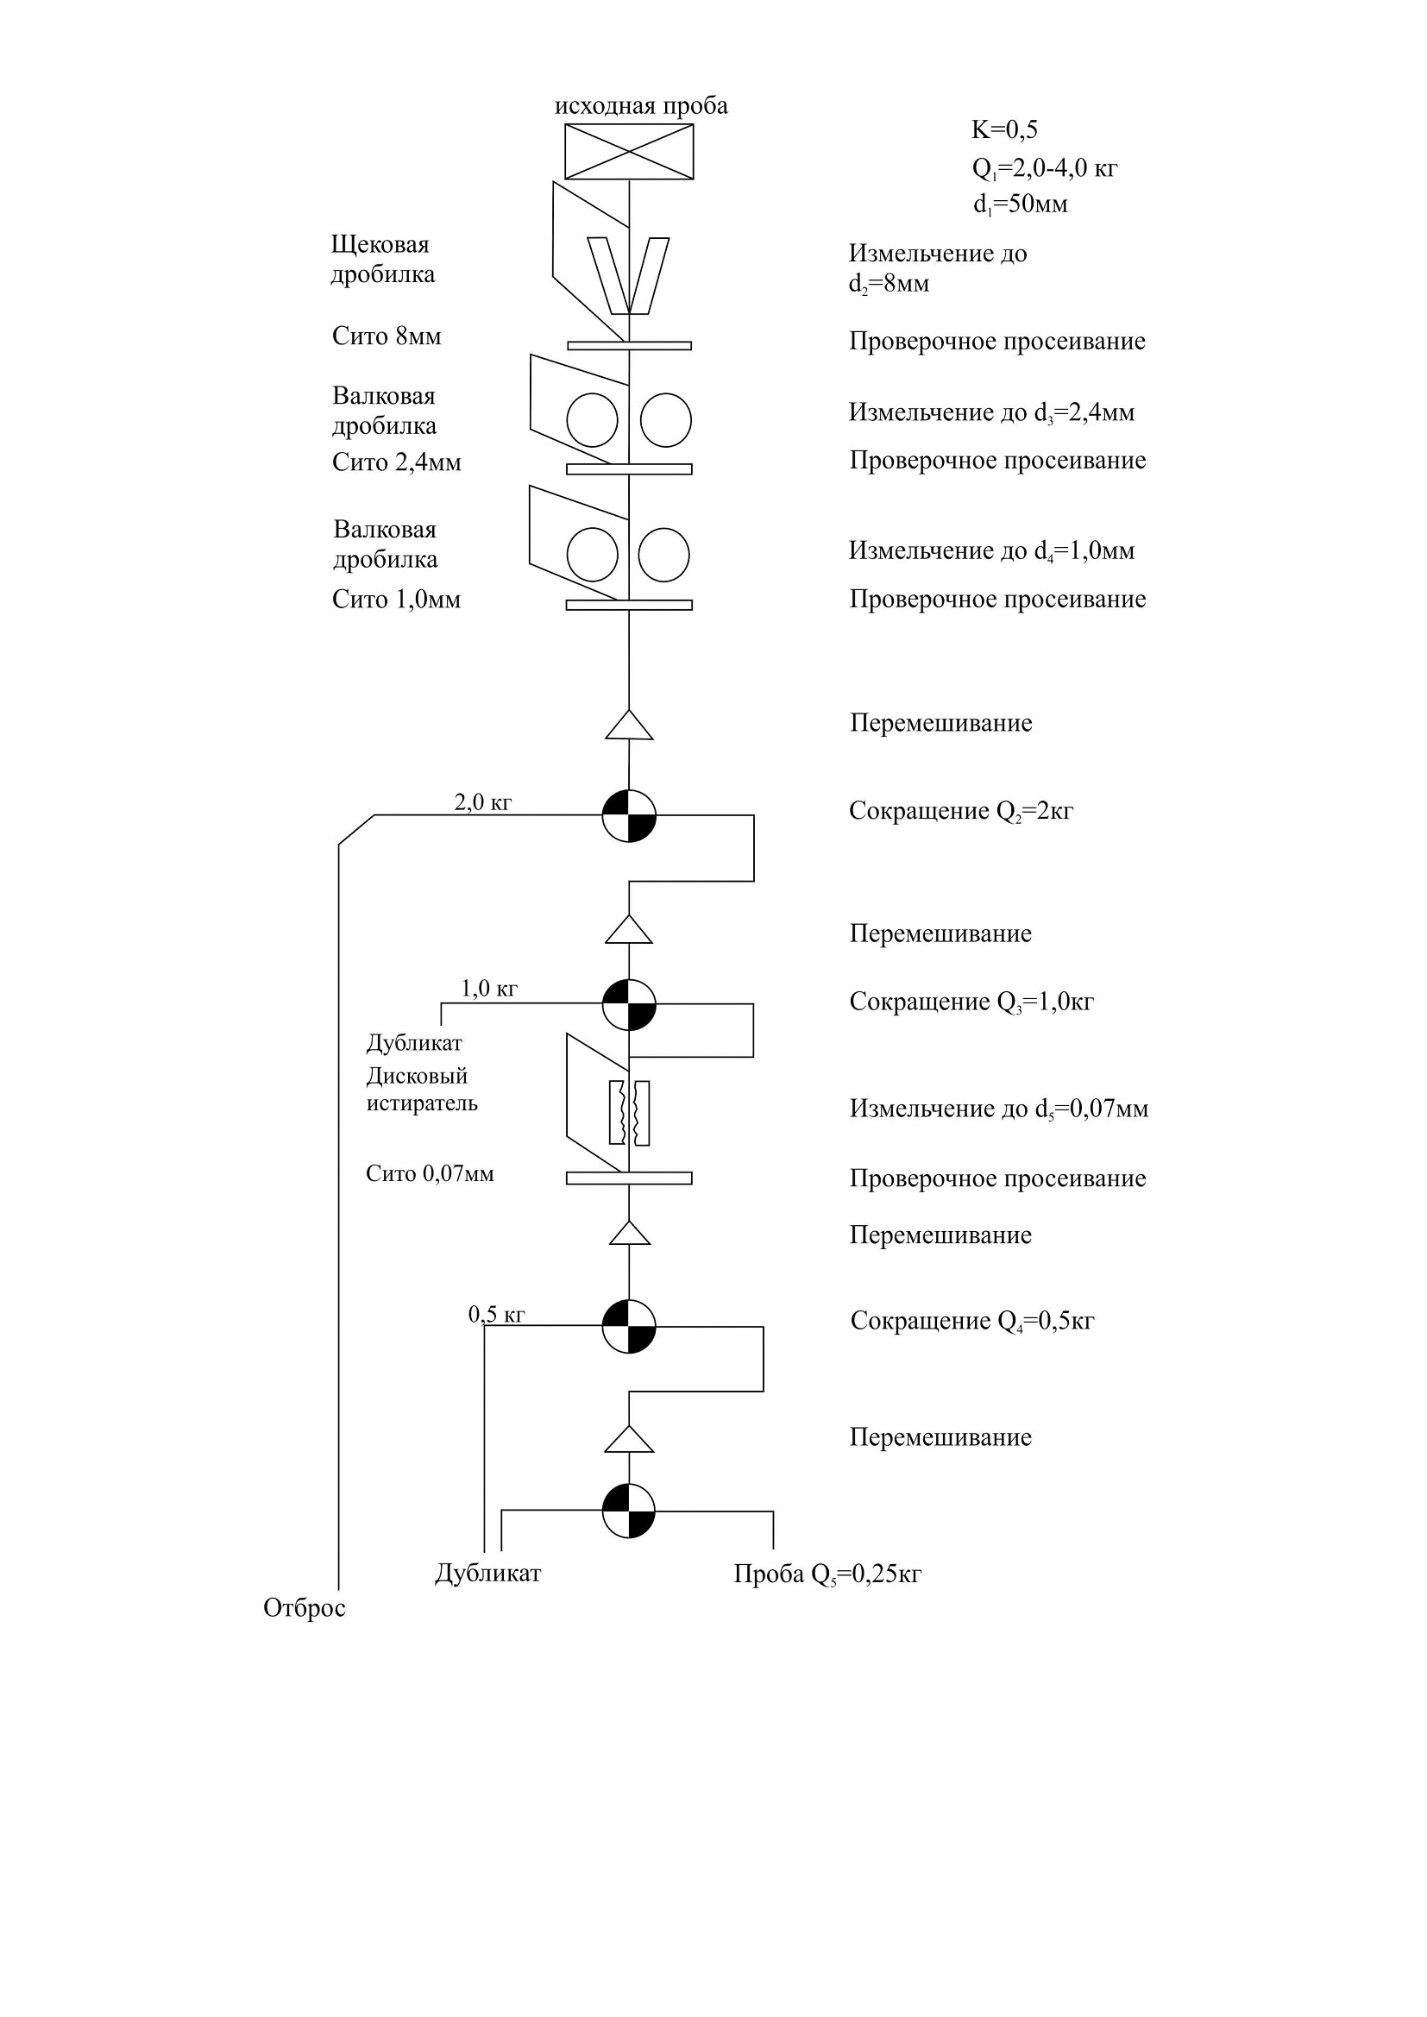 исходная проба
K=0,5
Q₁=2,0-4,0 кг
d₁=50мм
Щековая
дробилка
Измельчение до
d₂=8мм
Сито 8мм
Проверочное просеивание
Валковая
дробилка
Измельчение до d₃=2,4мм
Сито 2,4мм
Проверочное просеивание
Валковая
дробилка
Измельчение до d₄=1,0мм
Сито 1,0мм
Проверочное просеивание
Перемешивание
2,0 кг
Сокращение Q₂=2кг
Перемешивание
1,0 кг
Сокращение Q₃=1,0кг
Дубликат
Дисковый
истиратель
Измельчение до d₅=0,07мм
Сито 0,07мм
Проверочное просеивание
Перемешивание
0,5 кг
Сокращение Q₄=0,5кг
Перемешивание
Дубликат
Проба Q₅=0,25кг
Отброс